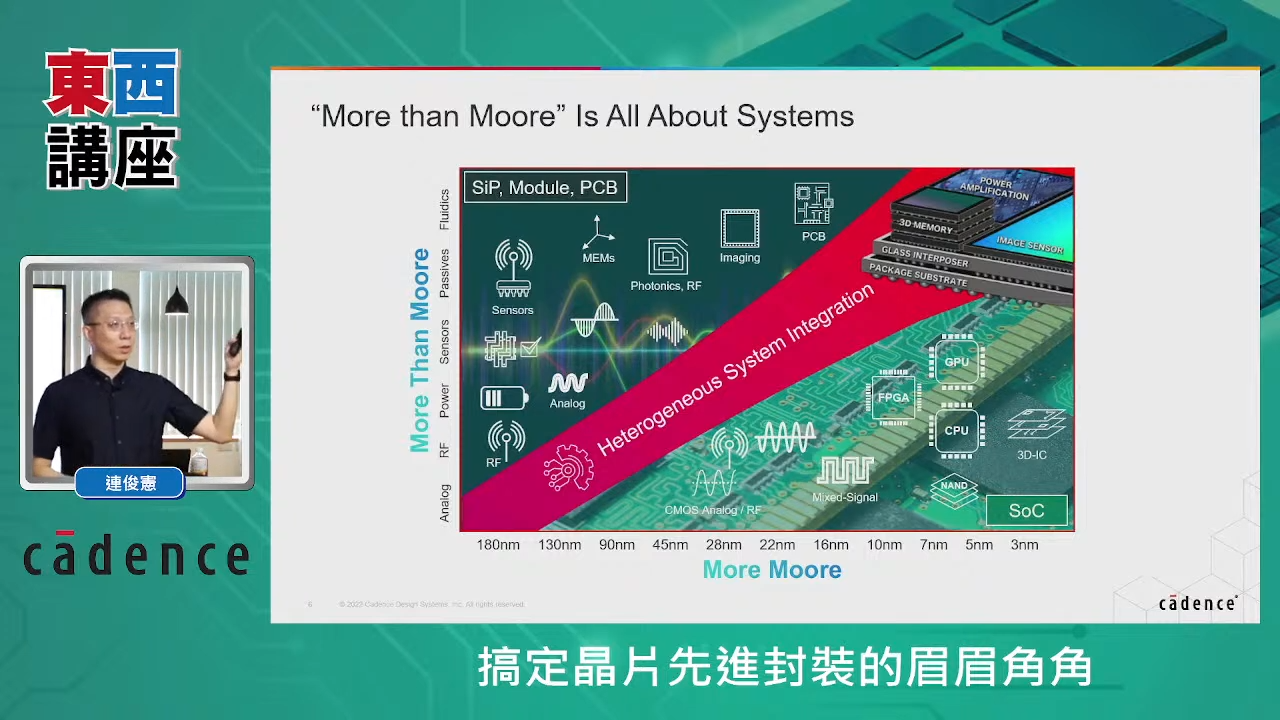 東西
講座
連俊憲
cādence
“More than Moore” Is All About Systems
SiP, Module, PCB
More Than Moore
Fluidics
Passives
Sensors
Power
RF
Analog
Sensors
MEMs
Photonics, RF
Imaging
PCB
Analog
RF
Heterogeneous System Integration
POWER
AMPLIFICATION
3D MEMORY
IMAGE SENSOR
GLASS INTERPOSER
PACKAGE SUBSTRATE
GPU
FPGA
CPU
3D-IC
NAND
Mixed-Signal
CMOS Analog / RF
SoC
180nm 130nm 90nm 45nm 28nm 22nm 16nm 10nm 7nm 5nm 3nm
More Moore
6 © 2023 Cadence Design Systems, Inc. All rights reserved.
cādence®
搞定晶片先進封裝的眉眉角角